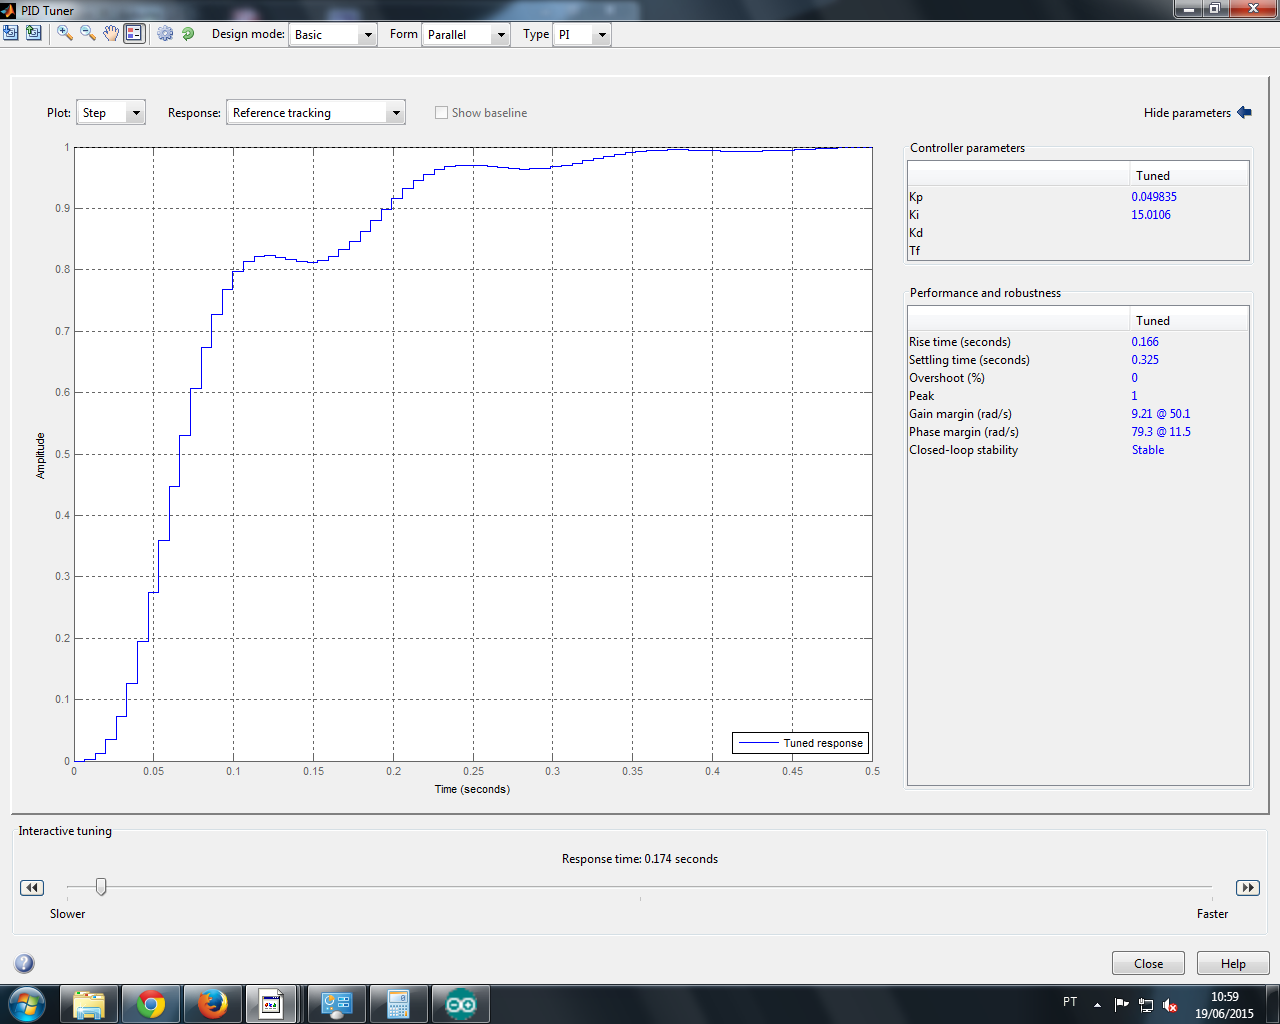 PID Tuner
Design mode: Basic Form Parallel Type PI
Plot: Step Response: Reference tracking Show baseline Hide parameters
Controller parameters
Tuned
Kp 0.049835
Ki 15.0106
Kd
Tf
Performance and robustness
Tuned
Rise time (seconds) 0.166
Settling time (seconds) 0.325
Overshoot (%) 0
Peak 1
Gain margin (rad/s) 9.21 @ 50.1
Phase margin (rad/s) 79.3 @ 11.5
Closed-loop stability Stable
1
0.9
0.8
0.7
0.6
0.5
0.4
0.3
0.2
0.1
0
Amplitude
Tuned response
0 0.05 0.1 0.15 0.2 0.25 0.3 0.35 0.4 0.45 0.5
Time (seconds)
Interactive tuning
Response time: 0.174 seconds
Slower Faster
Close Help
PT 10:59
19/06/2015